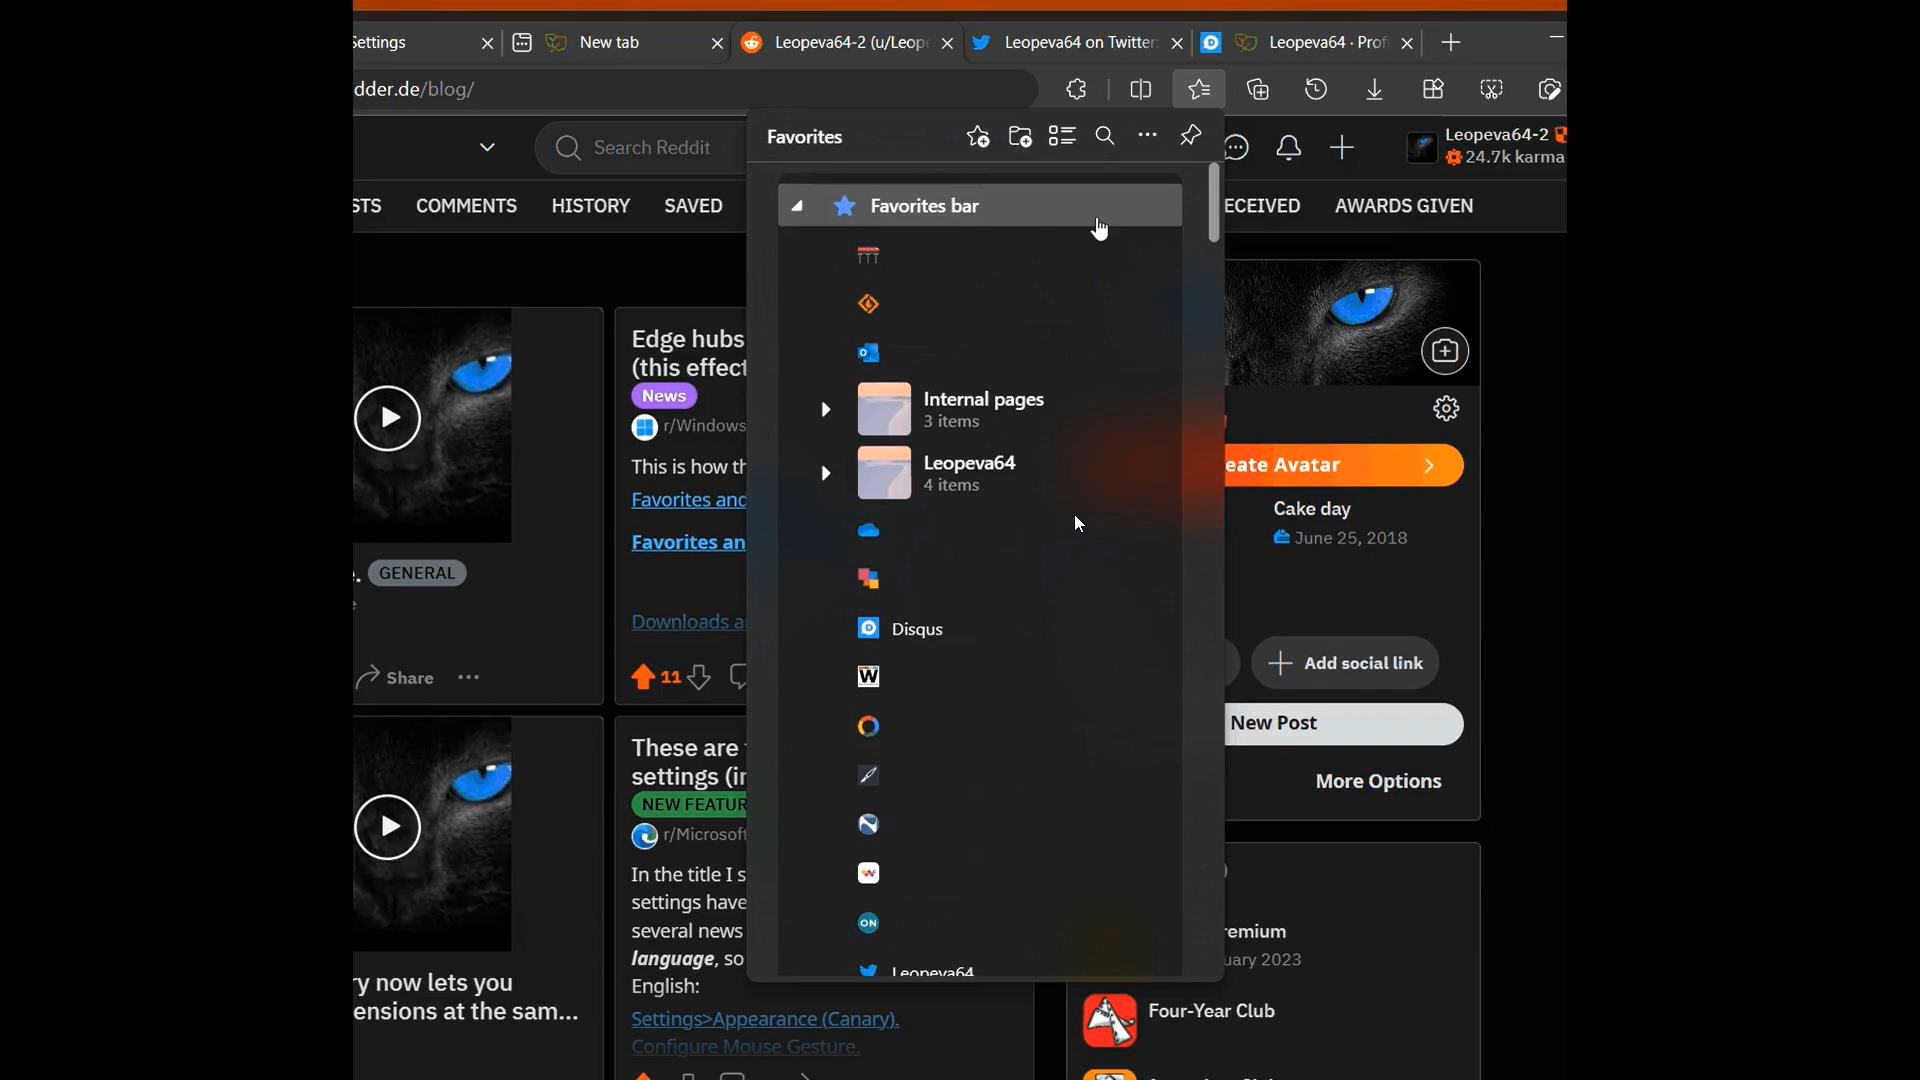 Settings
New tab
Leopeva64-2 (u/Leop
Leopeva64 on Twitter
Leopeva64 · Prof
dder.de/blog/
Search Reddit
Favorites
Leopeva64-2
24.7k karma
STS
COMMENTS
HISTORY
SAVED
ECEIVED
AWARDS GIVEN
Favorites bar
Internal pages
3 items
Leopeva64
4 items
Disqus
W
ON
Leopeva64
GENERAL
Share
ry now lets you
ensions at the sam...
Edge hubs
(this effect
News
r/Windows
This is how th
Favorites and
Favorites an
Downloads a
11
These are
settings (in
NEW FEATUR
r/Microsoft
In the title I s
settings have
several news
language, so
English:
Settings>Appearance (Canary).
Configure Mouse Gesture.
eate Avatar
Cake day
June 25, 2018
Add social link
New Post
More Options
remium
uary 2023
Four-Year Club